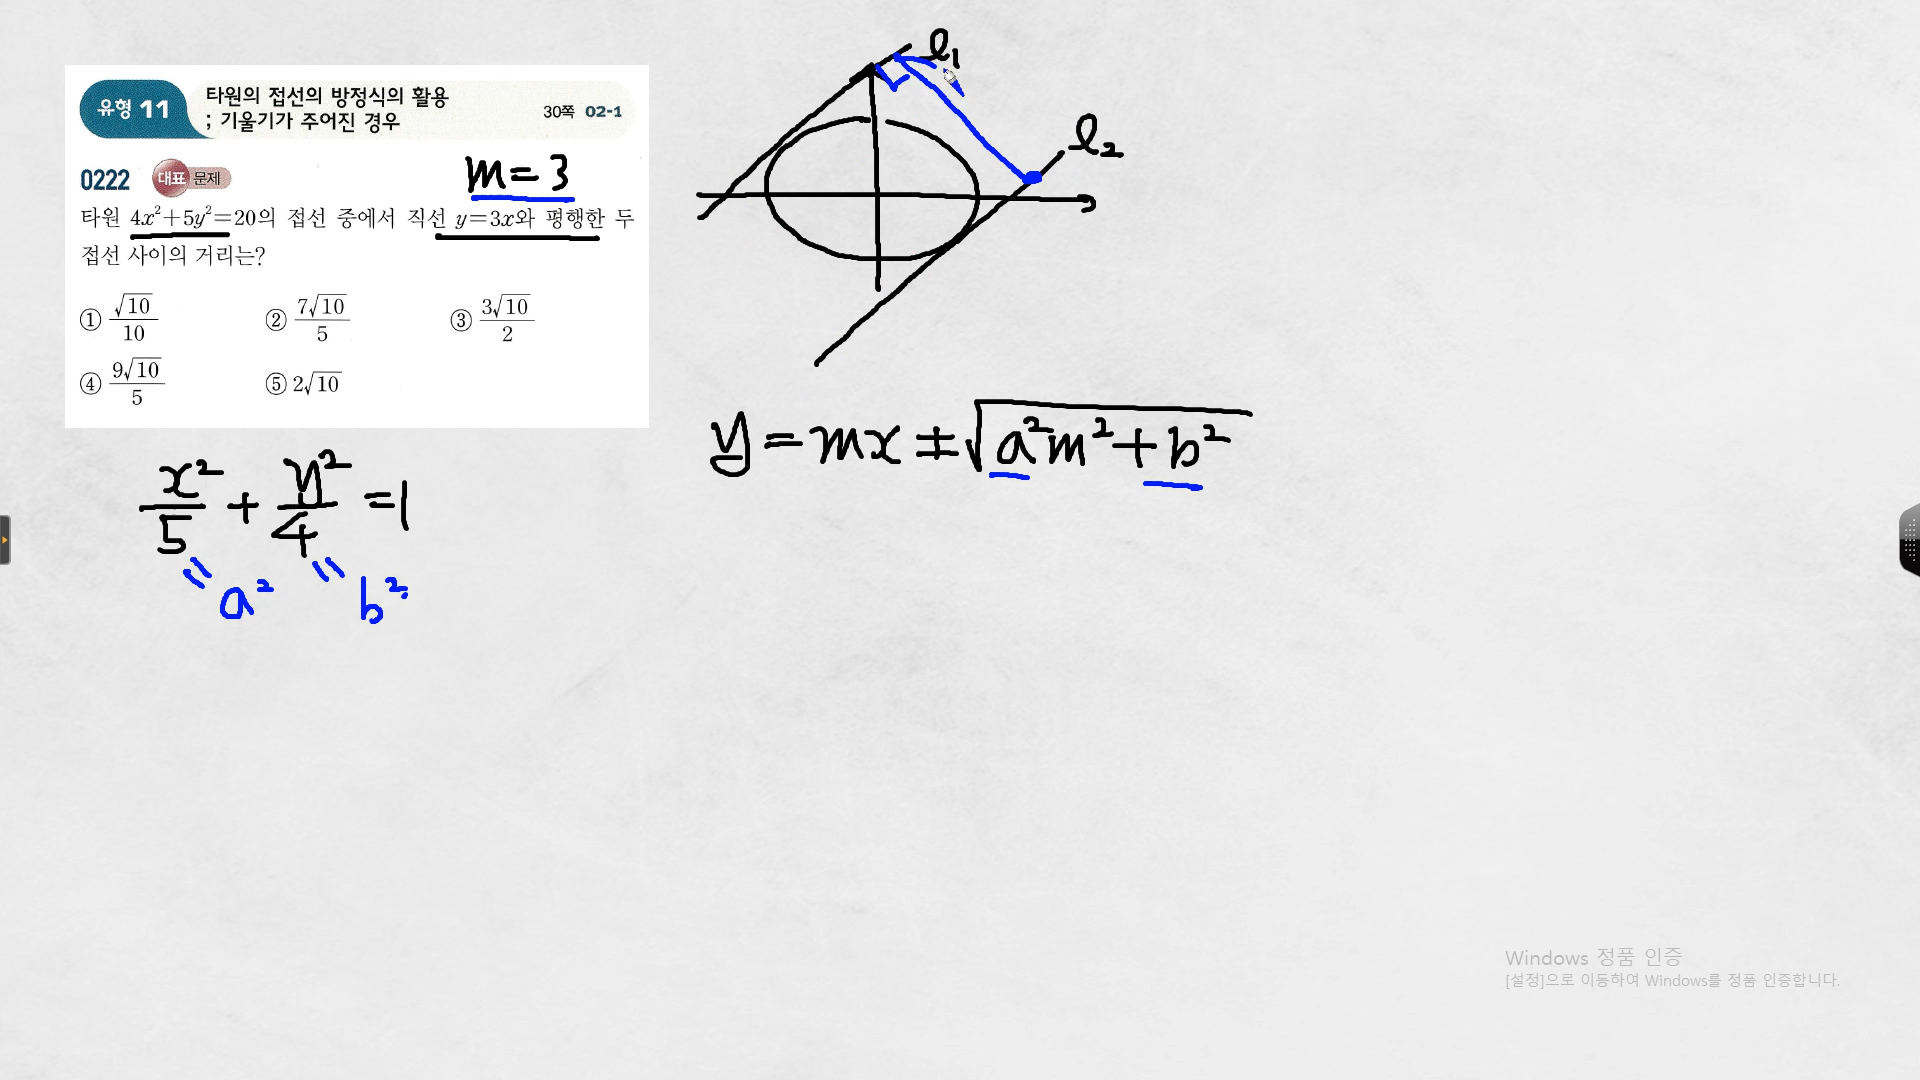 유형 11
타원의 접선의 방정식의 활용
; 기울기가 주어진 경우
30쪽 02-1
0222 대표 문제
m=3
타원 4x²+5y²=20의 접선 중에서 직선 y=3x와 평행한 두
접선 사이의 거리는?
① √10/10 ② 7√10/5 ③ 3√10/2
④ 9√10/5 ⑤ 2√10
l₁
l₂
y=mx±√(a²m²+b²)
x²/5 + y²/4 =1
" a² " b²
Windows 정품 인증
[설정]으로 이동하여 Windows를 정품 인증합니다.